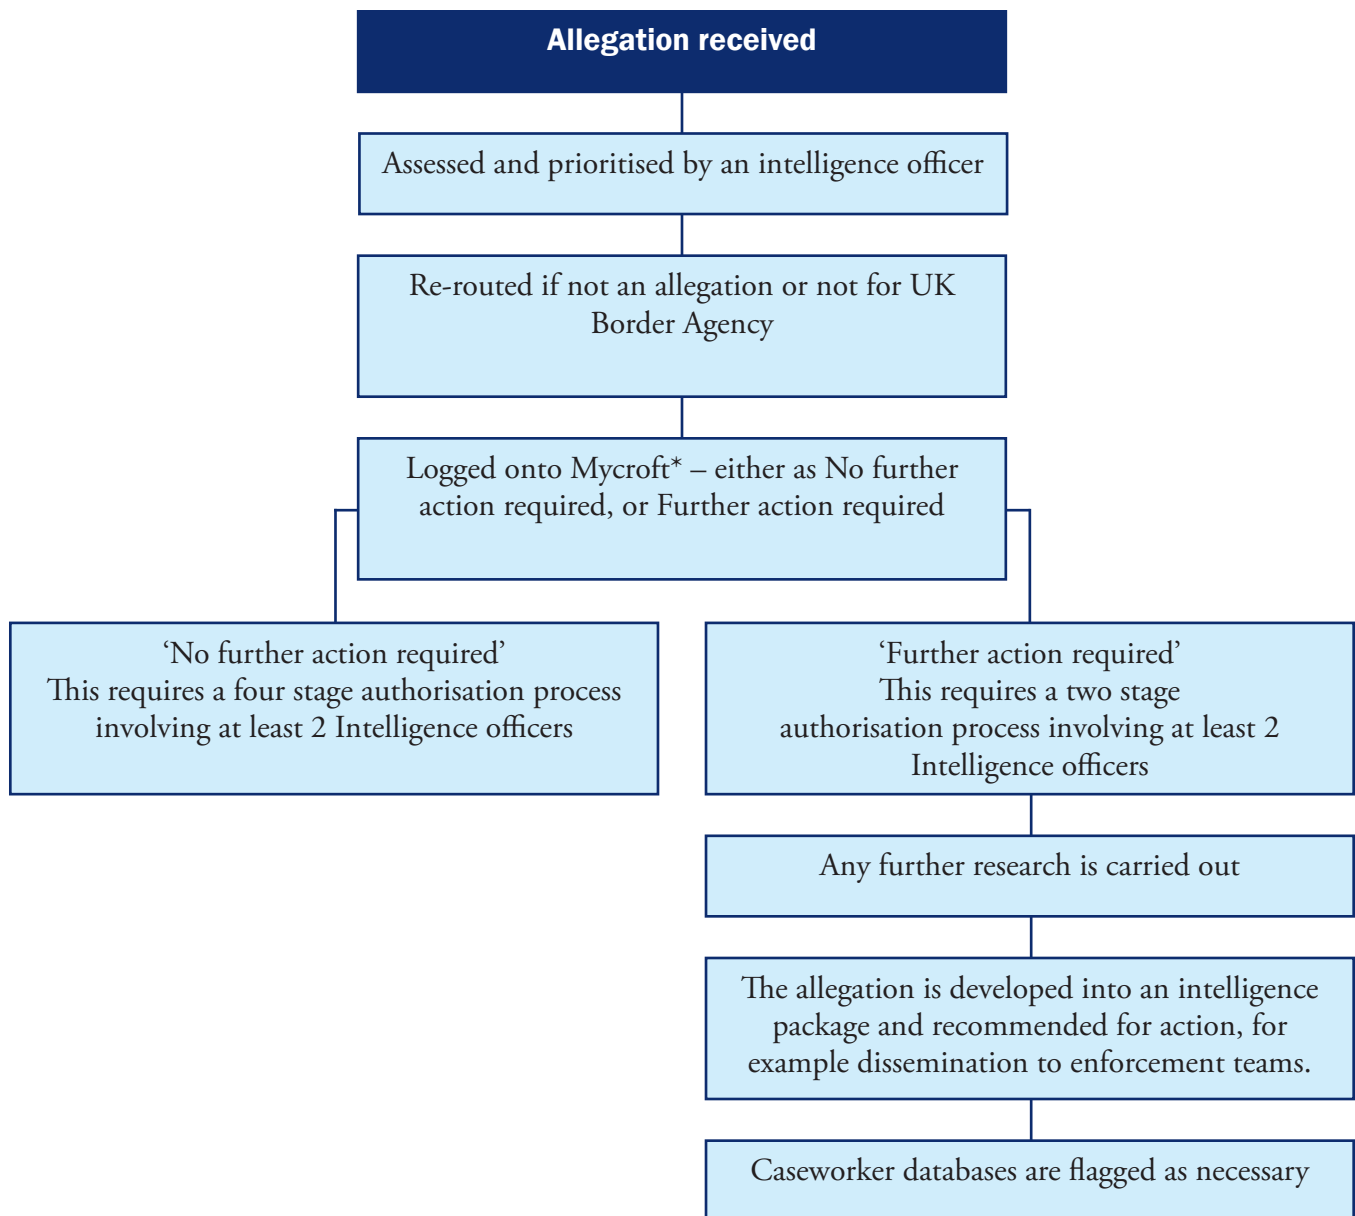 Allegation received
Assessed and prioritised by an intelligence officer
Re-routed if not an allegation or not for UK
Border Agency
Logged onto Mycroft* – either as No further
action required, or Further action required
‘No further action required’
This requires a four stage authorisation process
involving at least 2 Intelligence officers
‘Further action required’
This requires a two stage
authorisation process involving at least 2
Intelligence officers
Any further research is carried out
The allegation is developed into an intelligence
package and recommended for action, for
example dissemination to enforcement teams.
Caseworker databases are flagged as necessary